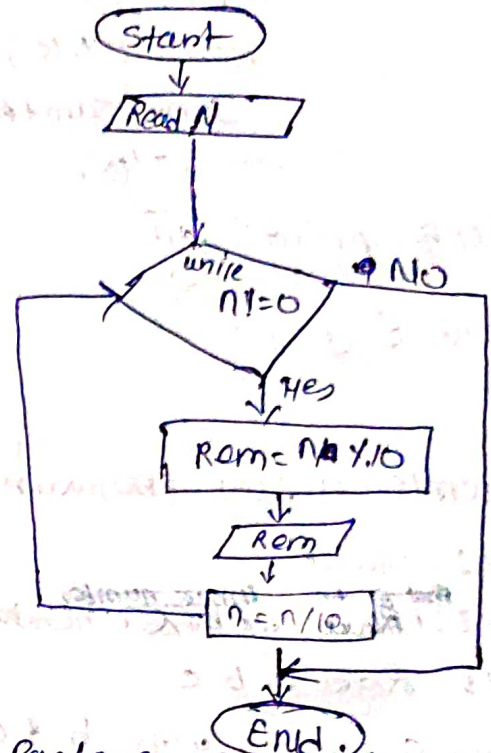 Start
Read N
while
n!=0
No
Yes
Rem= n %10
Rem
n = n/10
End